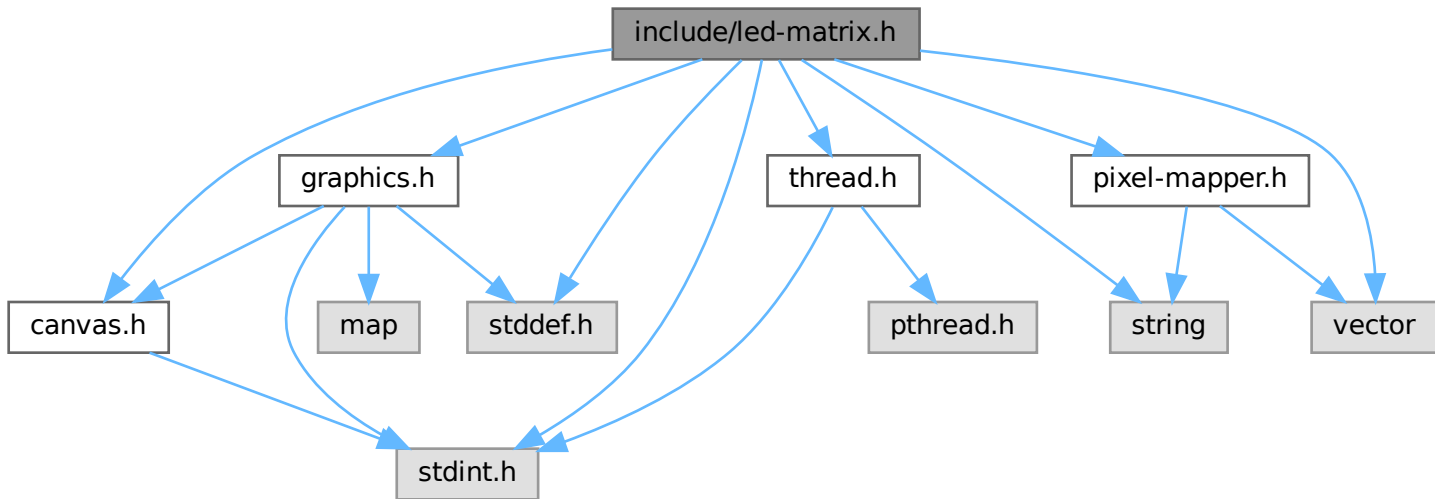 include/led-matrix.h
graphics.h
thread.h
pixel-mapper.h
canvas.h
map
stddef.h
pthread.h
string
vector
stdint.h